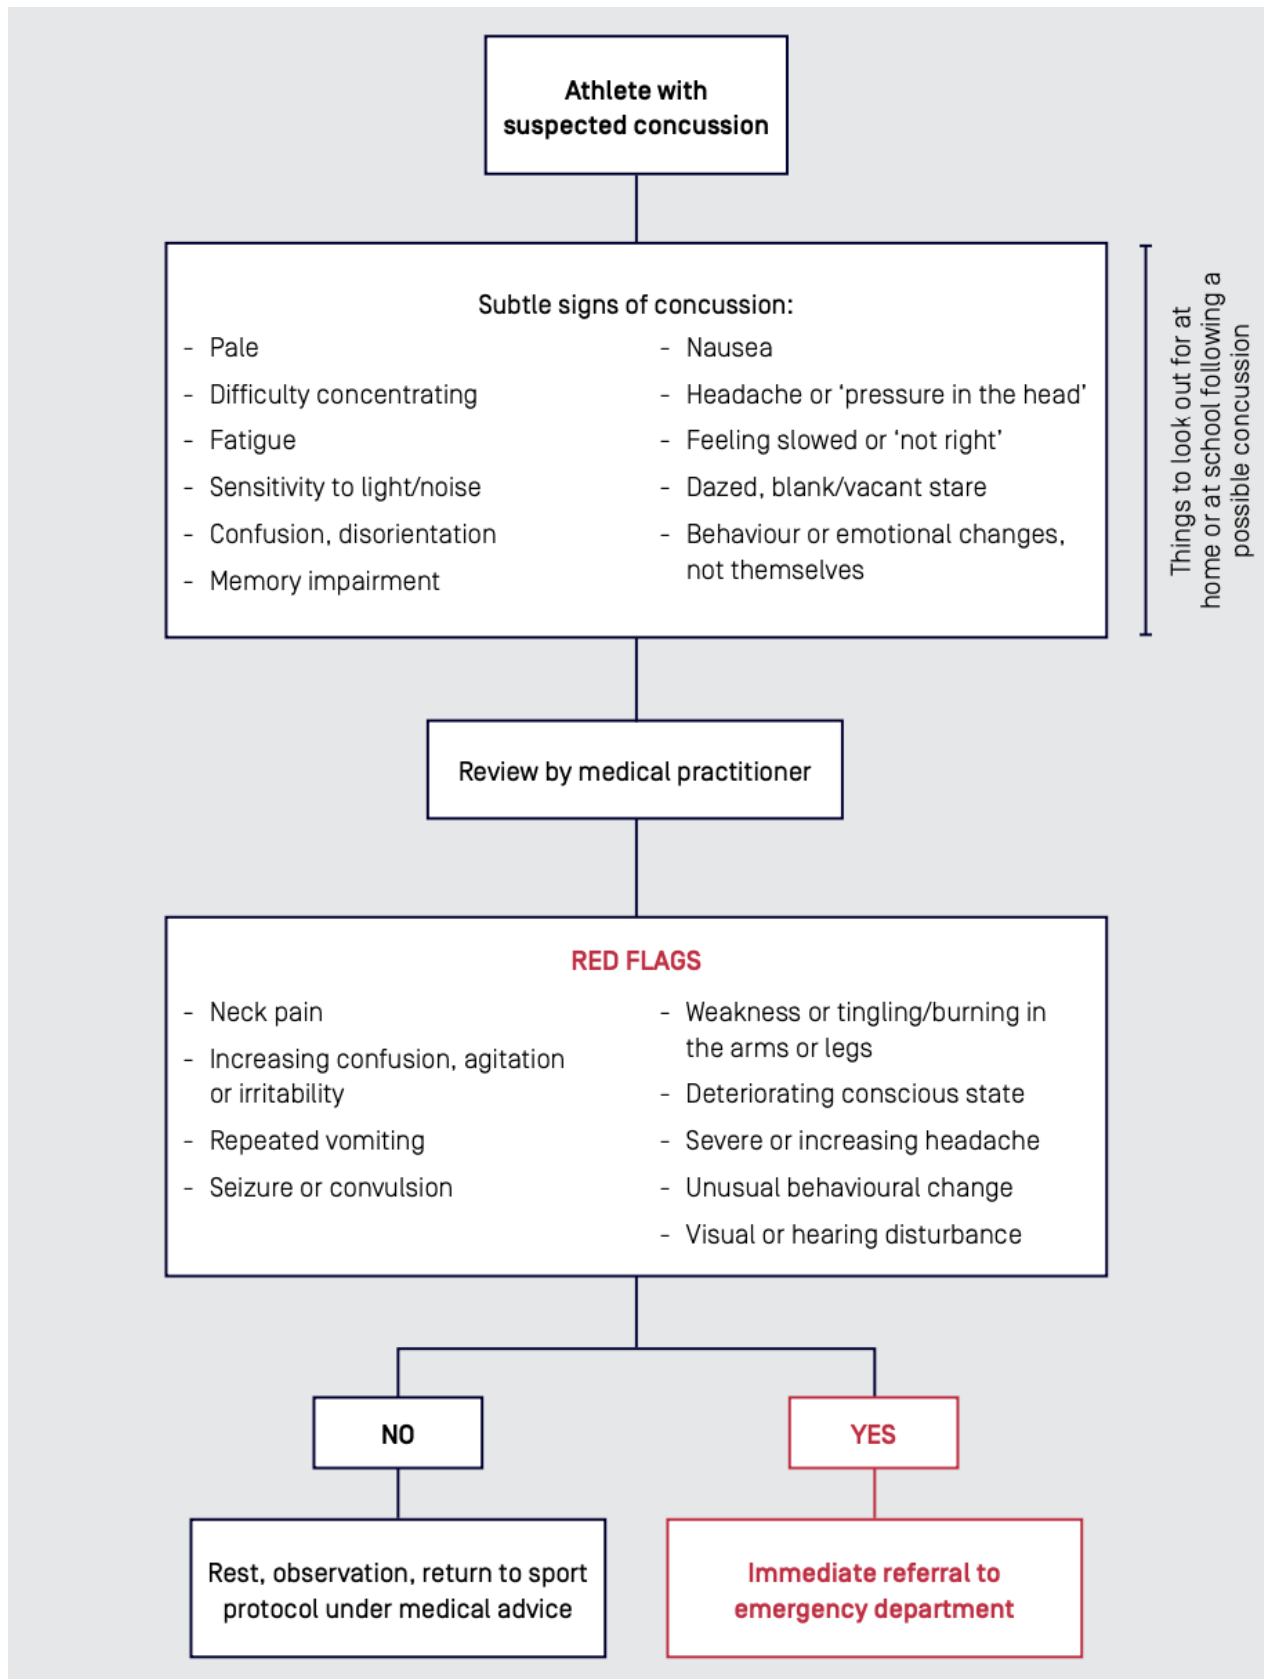 Athlete with
suspected concussion
Subtle signs of concussion:
- Pale
- Difficulty concentrating
- Fatigue
- Sensitivity to light/noise
- Confusion, disorientation
- Memory impairment
- Nausea
- Headache or ‘pressure in the head’
- Feeling slowed or ‘not right’
- Dazed, blank/vacant stare
- Behaviour or emotional changes,
not themselves
Things to look out for at
home or at school following a
possible concussion
Review by medical practitioner
RED FLAGS
- Neck pain
- Increasing confusion, agitation
or irritability
- Repeated vomiting
- Seizure or convulsion
- Weakness or tingling/burning in
the arms or legs
- Deteriorating conscious state
- Severe or increasing headache
- Unusual behavioural change
- Visual or hearing disturbance
NO
YES
Rest, observation, return to sport
protocol under medical advice
Immediate referral to
emergency department